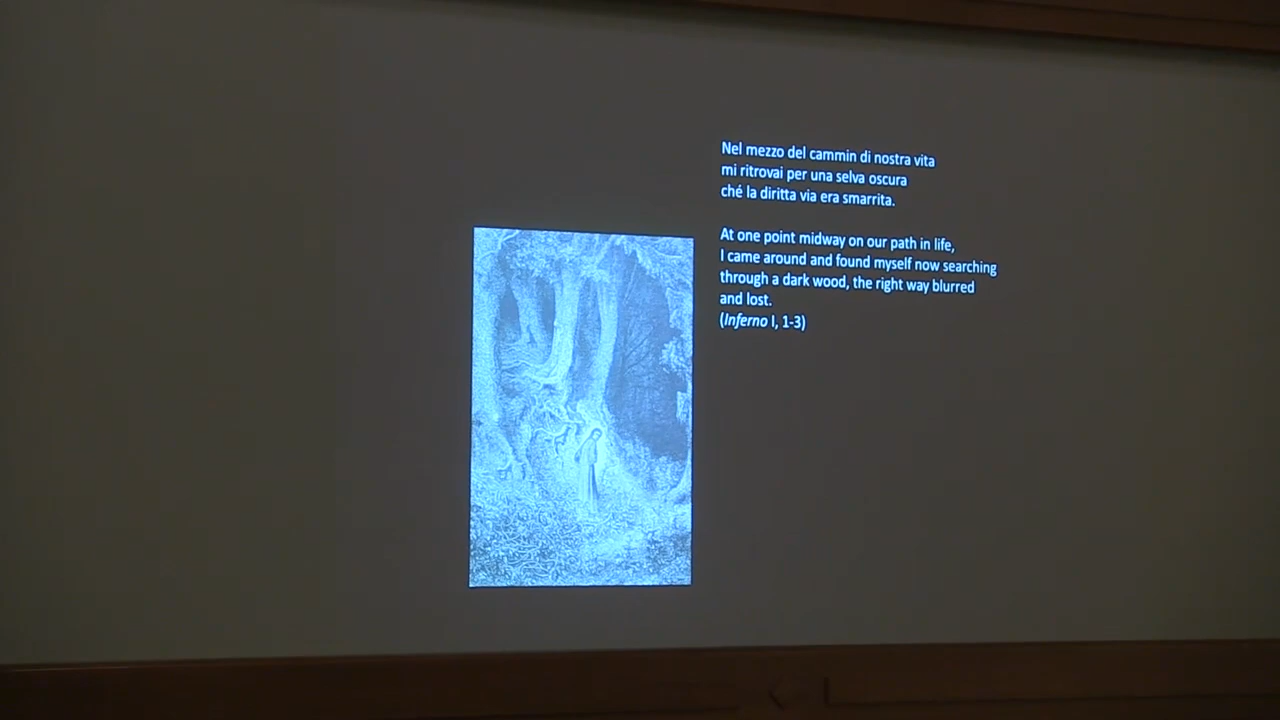 Nel mezzo del cammin di nostra vita
mi ritrovai per una selva oscura
ché la diritta via era smarrita.
At one point midway on our path in life,
I came around and found myself now searching
through a dark wood, the right way blurred
and lost.
(Inferno I, 1-3)